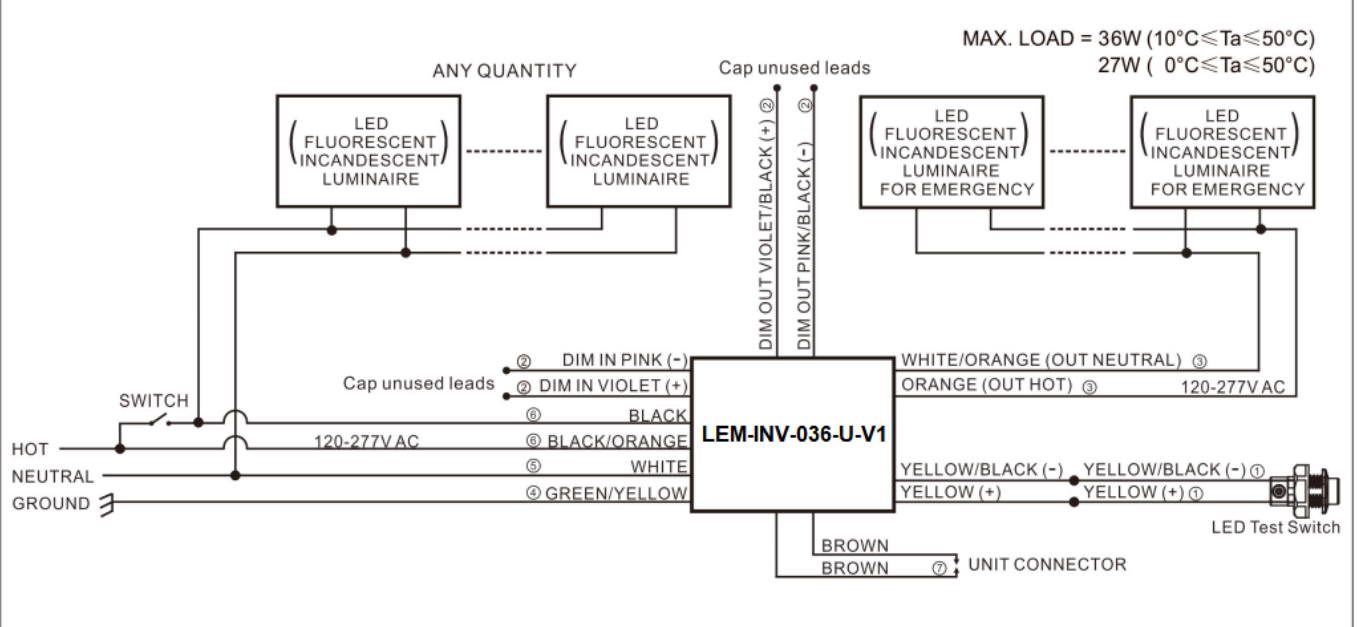 MAX. LOAD = 36W (10°C≤Ta≤50°C)
27W ( 0°C≤Ta≤50°C)
ANY QUANTITY
Cap unused leads
LED
FLUORESCENT
INCANDESCENT
LUMINAIRE
LED
FLUORESCENT
INCANDESCENT
LUMINAIRE
DIM OUT VIOLET/BLACK (+) ②
DIM OUT PINK/BLACK (-) ②
LED
FLUORESCENT
INCANDESCENT
LUMINAIRE
FOR EMERGENCY
LED
FLUORESCENT
INCANDESCENT
LUMINAIRE
FOR EMERGENCY
② DIM IN PINK (-)
Cap unused leads
② DIM IN VIOLET (+)
SWITCH
⑥ BLACK
HOT
120-277V AC
⑥ BLACK/ORANGE
NEUTRAL
⑤ WHITE
GROUND
④ GREEN/YELLOW
LEM-INV-036-U-V1
WHITE/ORANGE (OUT NEUTRAL) ③
ORANGE (OUT HOT) ③
120-277V AC
YELLOW/BLACK (-)
YELLOW/BLACK (-) ①
YELLOW (+)
YELLOW (+) ①
LED Test Switch
BROWN
BROWN
⑦ UNIT CONNECTOR